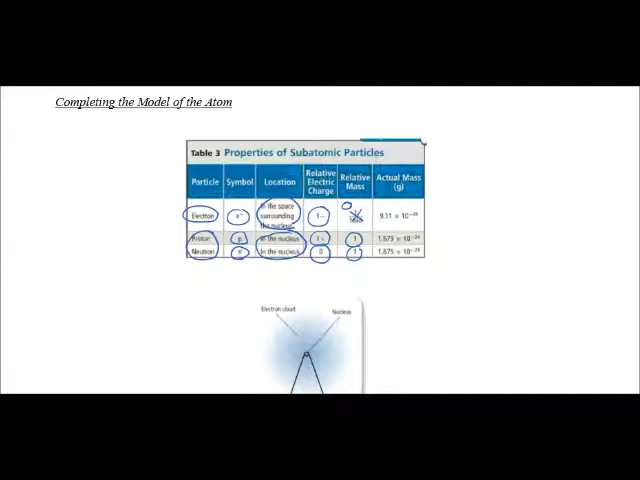 Completing the Model of the Atom
Table 3 Properties of Subatomic Particles
Particle Symbol Location Relative Electric Charge Relative Mass Actual Mass (g)
Electron e⁻ In the space surrounding the nucleus 1− 9.11 × 10⁻²⁸
Proton p In the nucleus 1+ 1 1.673 × 10⁻²⁴
Neutron n In the nucleus 0 1 1.675 × 10⁻²⁴
Electron cloud
Nucleus